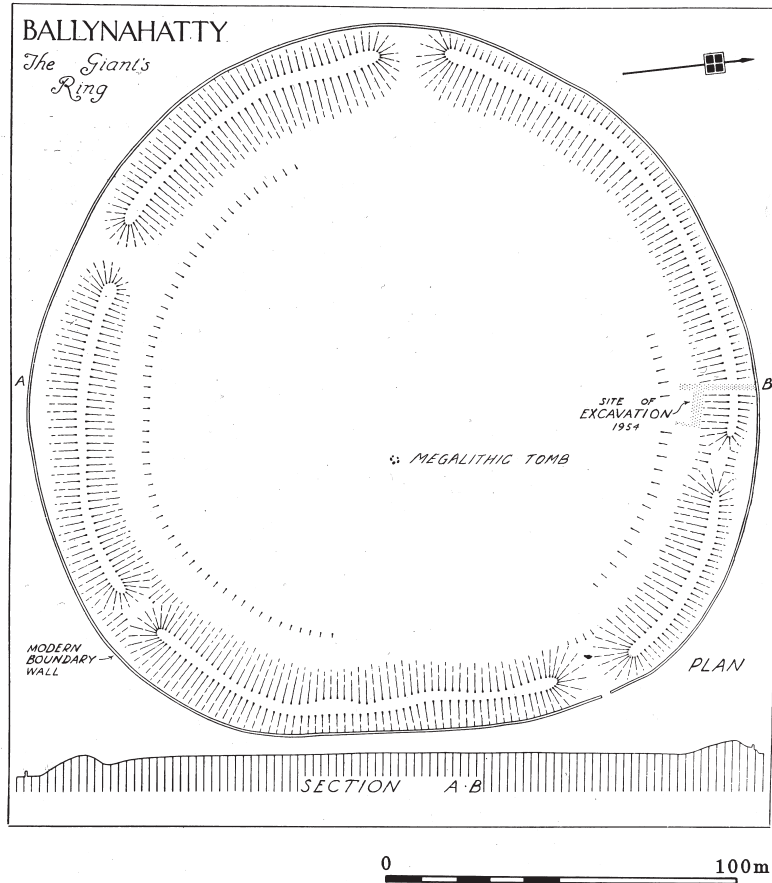 BALLYNAHATTY
The Giant's
Ring
A
B
SITE OF
EXCAVATION
1954
MEGALITHIC TOMB
MODERN
BOUNDARY
WALL
PLAN
SECTION A·B
0 100m